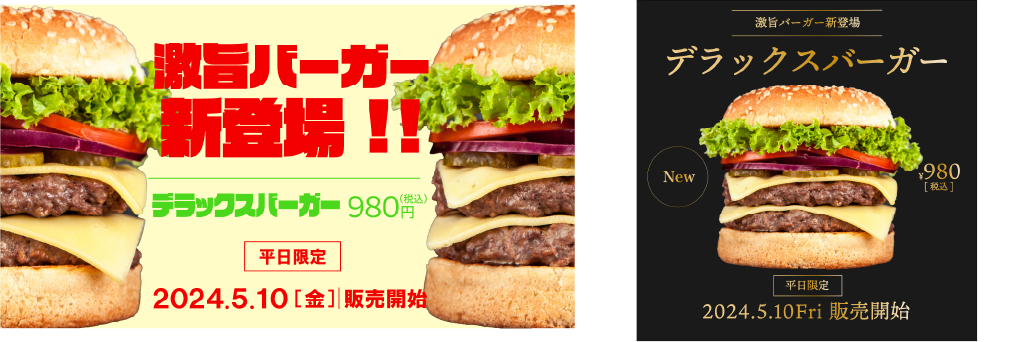 激旨バーガー
新登場 !!
デラックスバーガー 980円(税込)
平日限定
2024.5.10[金]|販売開始
激旨バーガー新登場
デラックスバーガー
New
¥980
[税込]
平日限定
2024.5.10Fri 販売開始